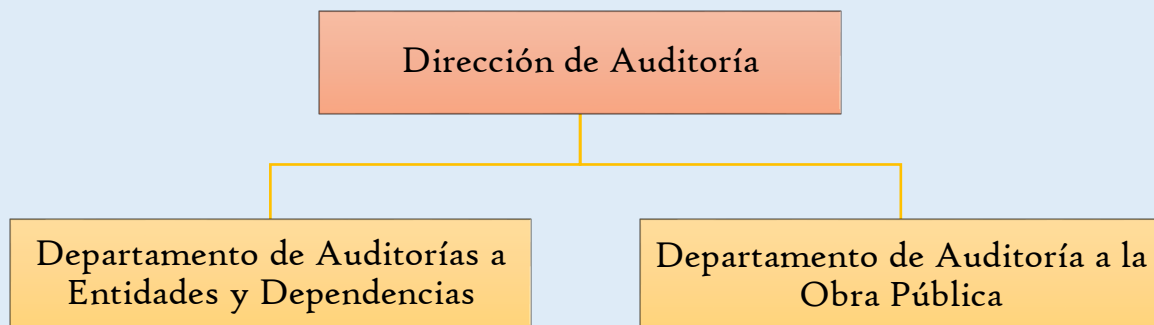 Dirección de Auditoría
Departamento de Auditorías a
Entidades y Dependencias
Departamento de Auditoría a la
Obra Pública